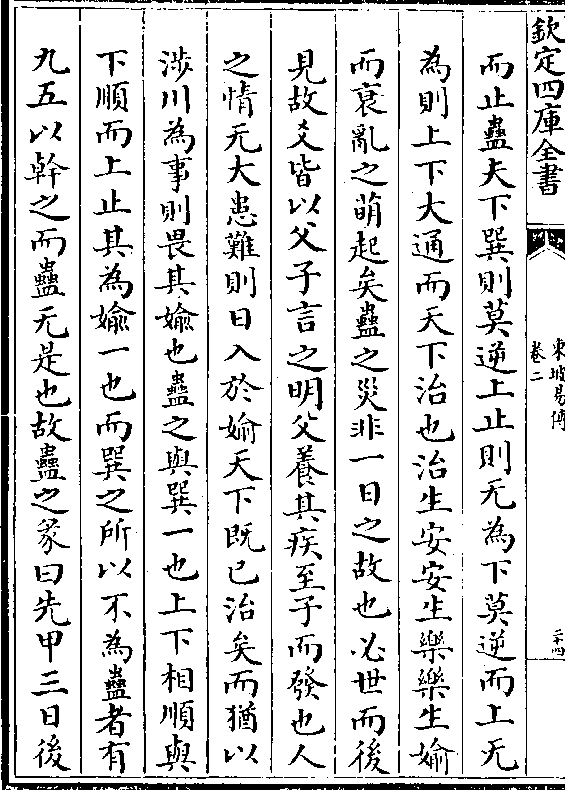 欽定四庫全書
東坡易傳
卷二
二十四
而止蠱夫下巽則莫逆上止則无為下莫逆而上无
為則上下大通而天下治也治生安安生樂樂生媮
而衰亂之萌起矣蠱之災非一日之故也必世而後
見故爻皆以父子言之明父養其疾至子而發也人
之情无大患難則日入於媮天下既已治矣而猶以
涉川為事則畏其媮也蠱之與巽一也上下相順與
下順而上止其為媮一也而巽之所以不為蠱者有
九五以幹之而蠱无是也故蠱之彖曰先甲三日後